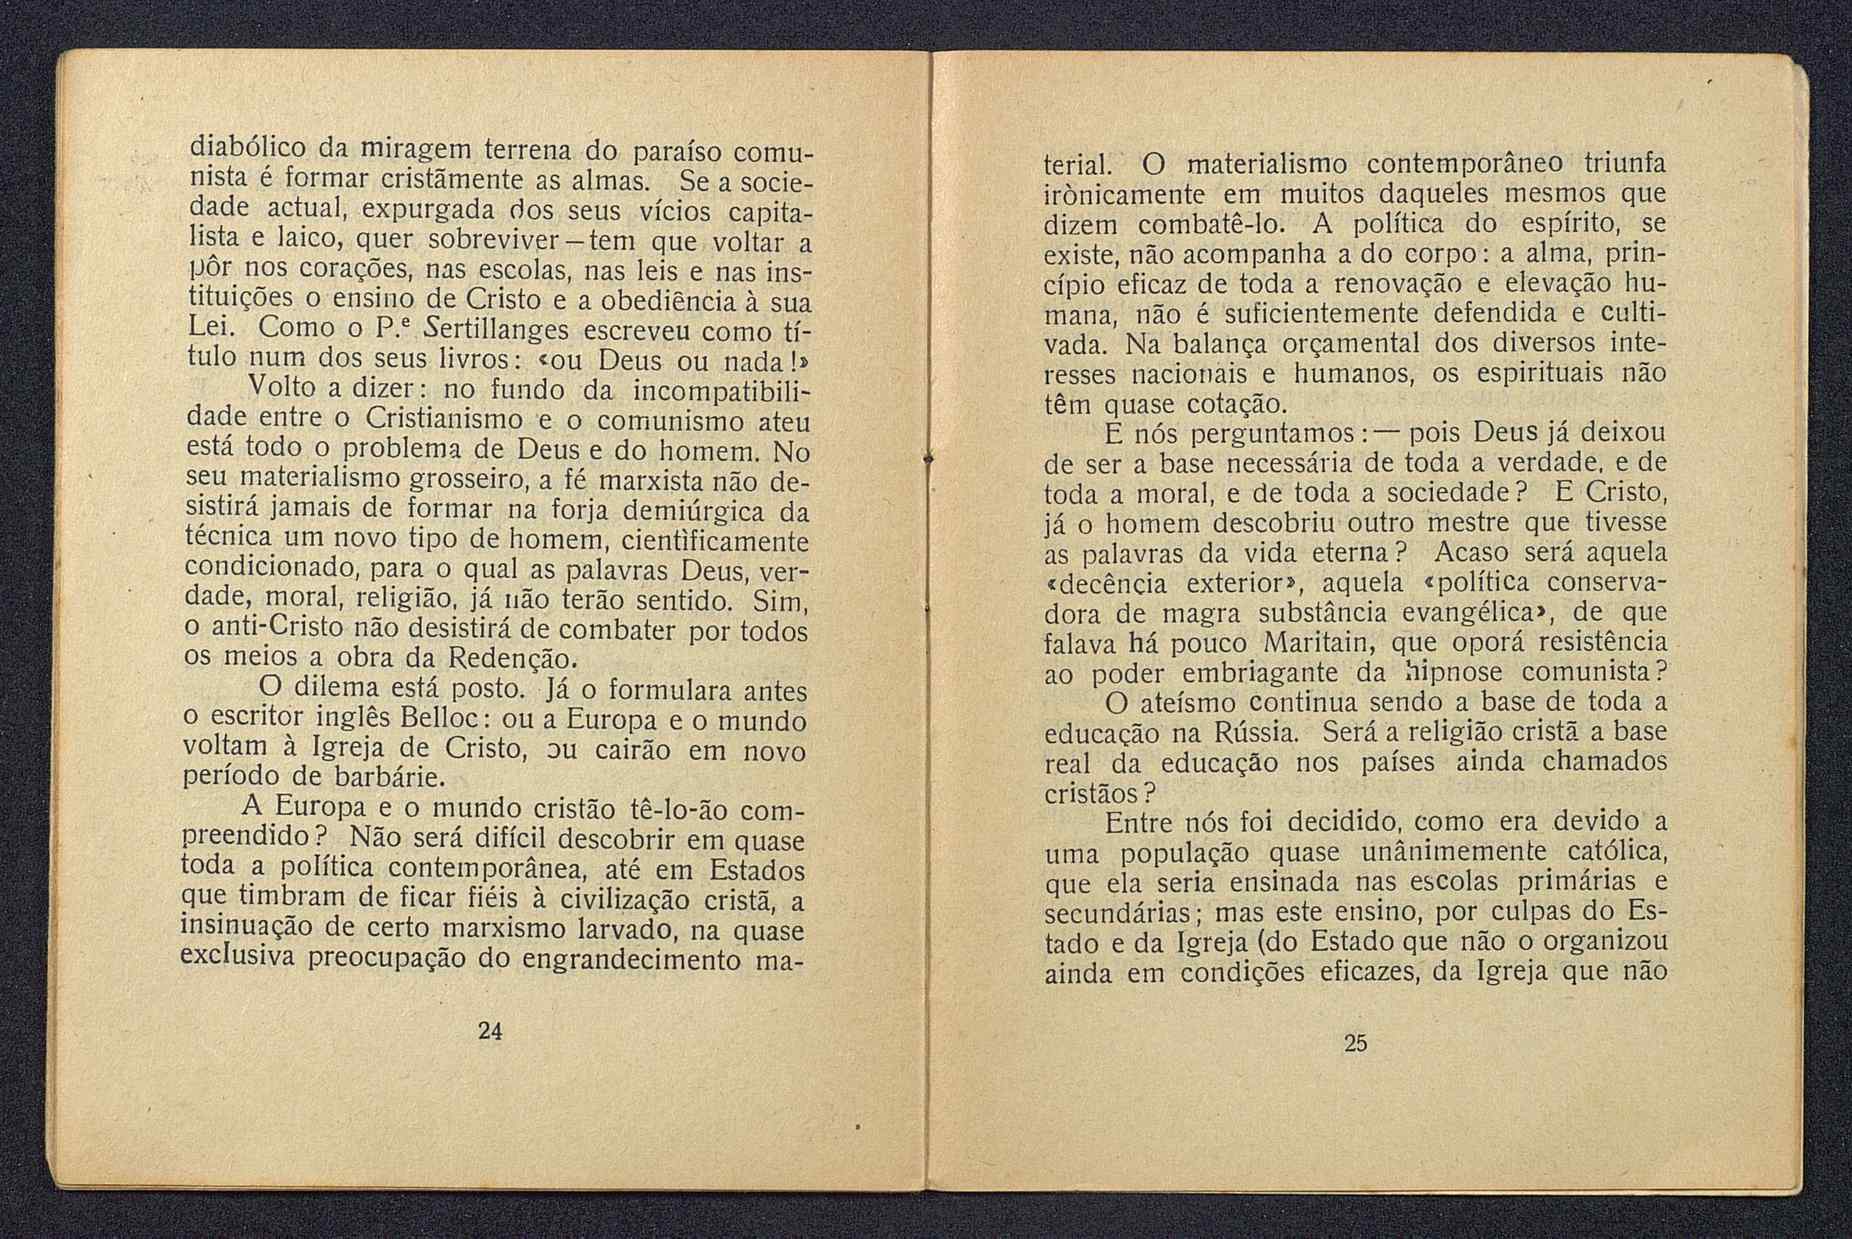 diabólico da miragem terrena do paraíso comu-
nista é formar cristãmente as almas. Se a socie-
dade actual, expurgada dos seus vícios capita-
lista e laico, quer sobreviver — tem que voltar a
pôr nos corações, nas escolas, nas leis e nas ins-
tituições o ensino de Cristo e a obediência à sua
Lei. Como o P.e Sertillanges escreveu como tí-
tulo num dos seus livros: «ou Deus ou nada!»
Volto a dizer: no fundo da incompatibili-
dade entre o Cristianismo e o comunismo ateu
está todo o problema de Deus e do homem. No
seu materialismo grosseiro, a fé marxista não de-
sistirá jamais de formar na forja demiúrgica da
técnica um novo tipo de homem, cientìficamente
condicionado, para o qual as palavras Deus, ver-
dade, moral, religião, já não terão sentido. Sim,
o anti-Cristo não desistirá de combater por todos
os meios a obra da Redenção.
O dilema está posto. Já o formulara antes
o escritor inglês Belloc: ou a Europa e o mundo
voltam à Igreja de Cristo, ou cairão em novo
período de barbárie.
A Europa e o mundo cristão tê-lo-ão com-
preendido? Não será difícil descobrir em quase
toda a política contemporânea, até em Estados
que timbram de ficar fiéis à civilização cristã, a
insinuação de certo marxismo larvado, na quase
exclusiva preocupação do engrandecimento ma-
24
terial. O materialismo contemporâneo triunfa
irònicamente em muitos daqueles mesmos que
dizem combatê-lo. A política do espírito, se
existe, não acompanha a do corpo: a alma, prin-
cípio eficaz de toda a renovação e elevação hu-
mana, não é suficientemente defendida e culti-
vada. Na balança orçamental dos diversos inte-
resses nacionais e humanos, os espirituais não
têm quase cotação.
E nós perguntamos: — pois Deus já deixou
de ser a base necessária de toda a verdade, e de
toda a moral, e de toda a sociedade? E Cristo,
já o homem descobriu outro mestre que tivesse
as palavras da vida eterna? Acaso será aquela
«decência exterior», aquela «política conserva-
dora de magra substância evangélica», de que
falava há pouco Maritain, que oporá resistência
ao poder embriagante da hipnose comunista?
O ateísmo continua sendo a base de toda a
educação na Rússia. Será a religião cristã a base
real da educação nos países ainda chamados
cristãos?
Entre nós foi decidido, como era devido a
uma população quase unânimemente católica,
que ela seria ensinada nas escolas primárias e
secundárias; mas este ensino, por culpas do Es-
tado e da Igreja (do Estado que não o organizou
ainda em condições eficazes, da Igreja que não
25